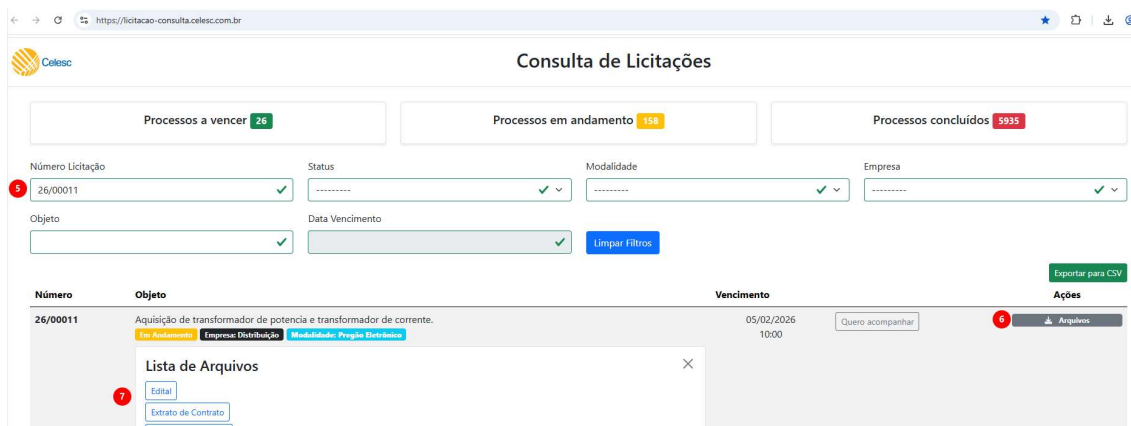 https://licitacao-consulta.celesc.com.br
Celesc
Consulta de Licitações
Processos a vencer 26
Processos em andamento 158
Processos concluídos 5935
Número Licitação
Status
Modalidade
Empresa
5
26/00011
---------
---------
---------
Objeto
Data Vencimento
Limpar Filtros
Exportar para CSV
Número
Objeto
Vencimento
Ações
26/00011
Aquisição de transformador de potencia e transformador de corrente.
05/02/2026
10:00
Quero acompanhar
6
Arquivos
Em Andamento
Empresa: Distribuição
Modalidade: Pregão Eletrônico
Lista de Arquivos
7
Edital
Extrato de Contrato